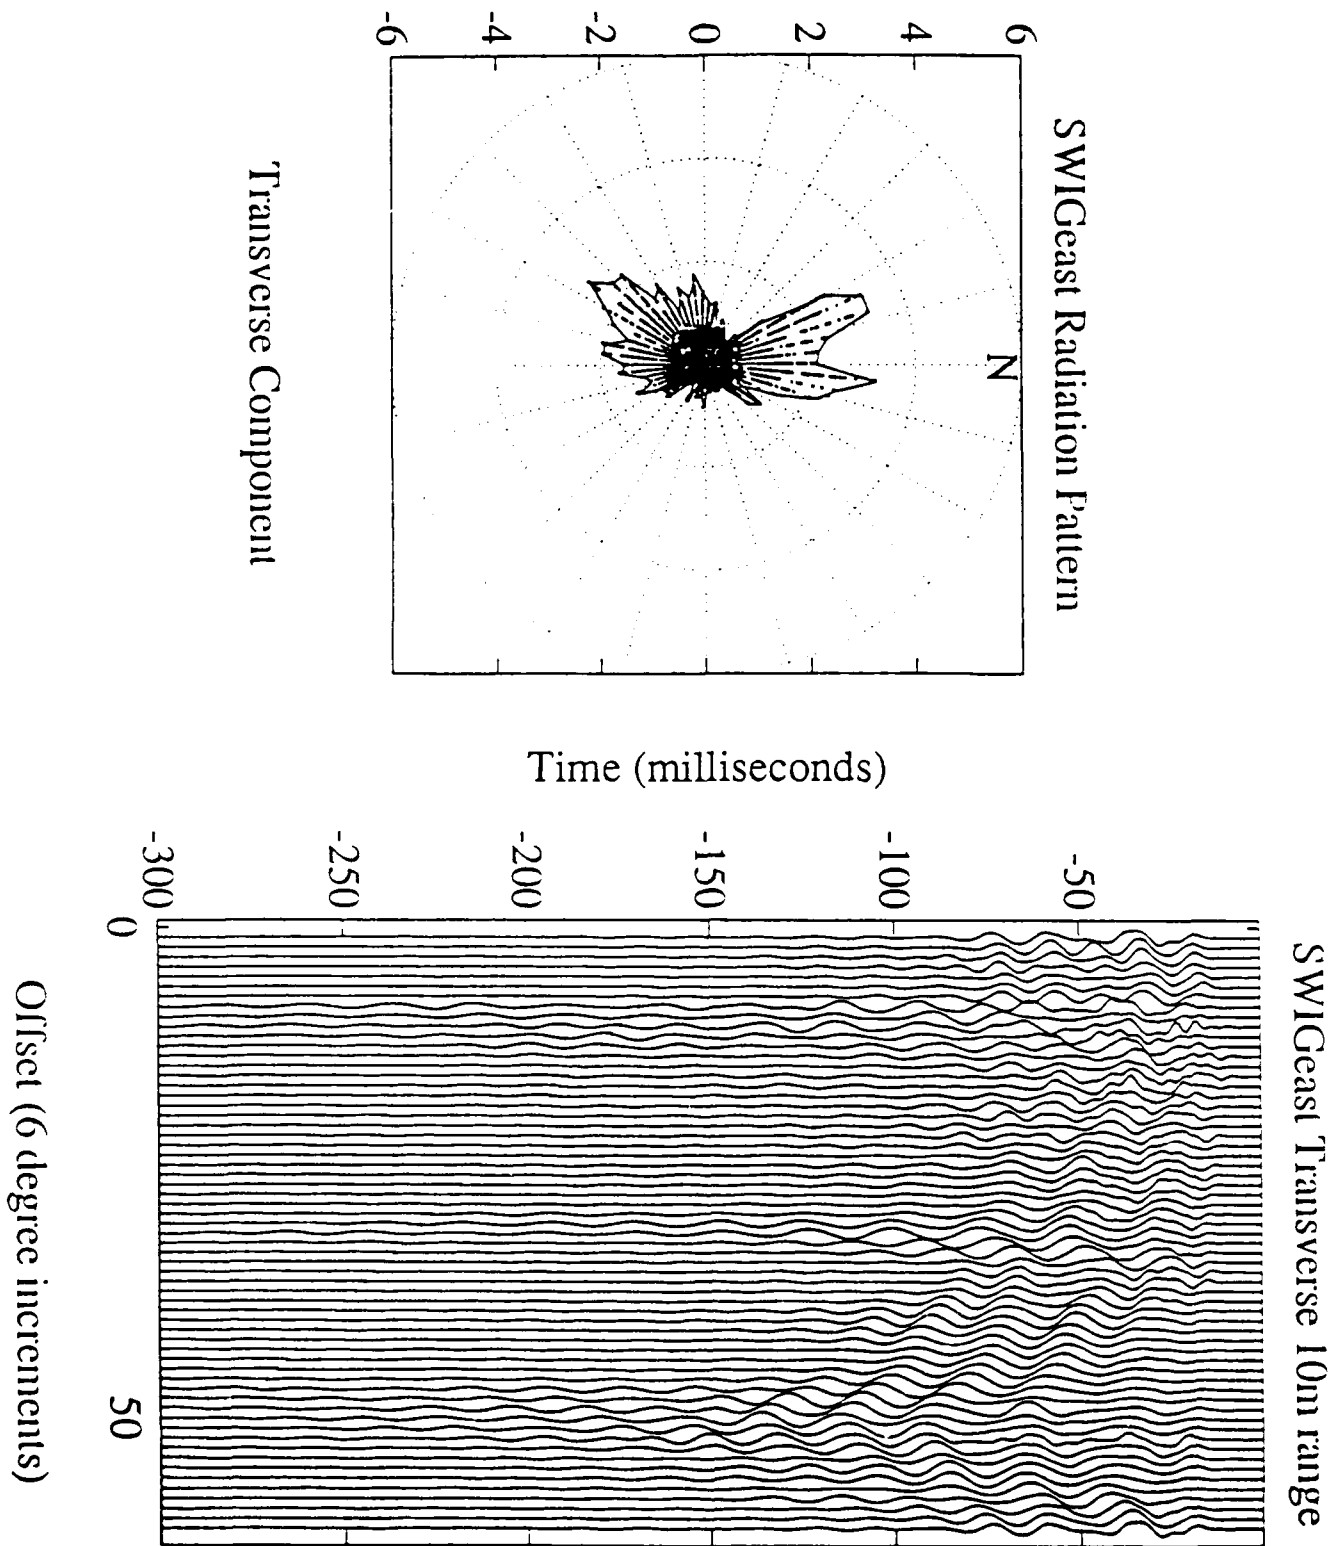 SWIGeast Radiation Pattern
6
4
2
0
-2
-4
-6
N
Transverse Component
SWIGeast Transverse 10m range
Time (milliseconds)
-50
-100
-150
-200
-250
-300
0
50
Offset (6 degree increments)